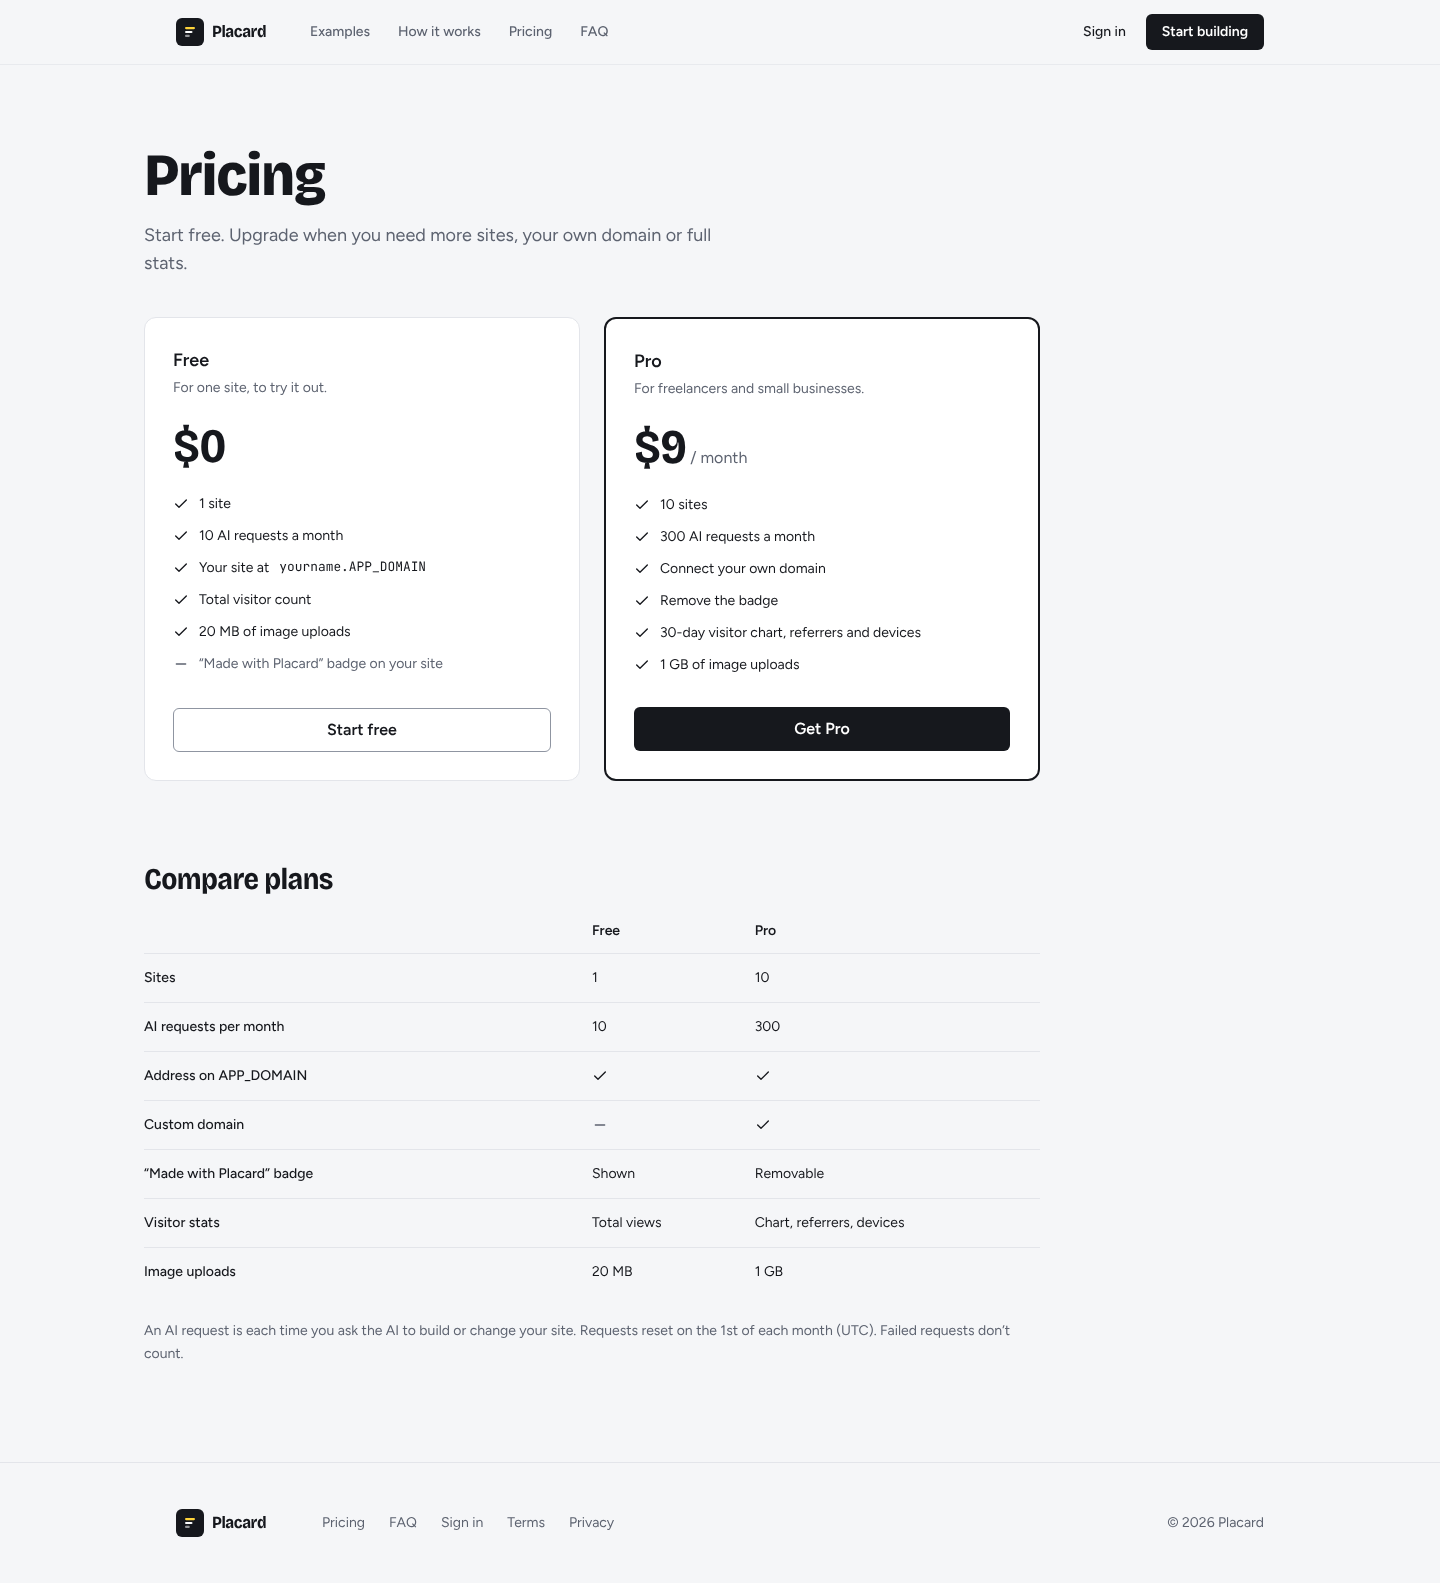 Placard
Examples
How it works
Pricing
FAQ
Sign in
Start building
Pricing
Start free. Upgrade when you need more sites, your own domain or full
stats.
Free
For one site, to try it out.
$0
1 site
10 AI requests a month
Your site at yourname.APP_DOMAIN
Total visitor count
20 MB of image uploads
“Made with Placard” badge on your site
Start free
Pro
For freelancers and small businesses.
$9 / month
10 sites
300 AI requests a month
Connect your own domain
Remove the badge
30-day visitor chart, referrers and devices
1 GB of image uploads
Get Pro
Compare plans
Free Pro
Sites 1 10
AI requests per month 10 300
Address on APP_DOMAIN
Custom domain
“Made with Placard” badge Shown Removable
Visitor stats Total views Chart, referrers, devices
Image uploads 20 MB 1 GB
An AI request is each time you ask the AI to build or change your site. Requests reset on the 1st of each month (UTC). Failed requests don’t
count.
Placard
Pricing
FAQ
Sign in
Terms
Privacy
© 2026 Placard